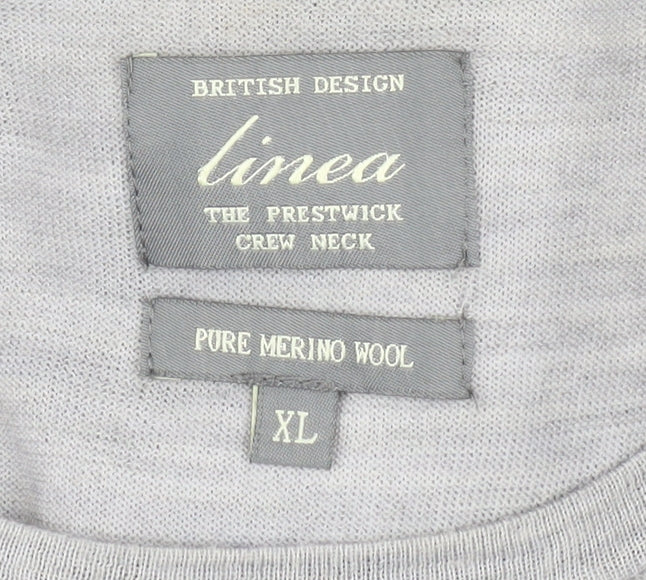 BRITISH DESIGN
linea
THE PRESTWICK
CREW NECK
PURE MERINO WOOL
XL